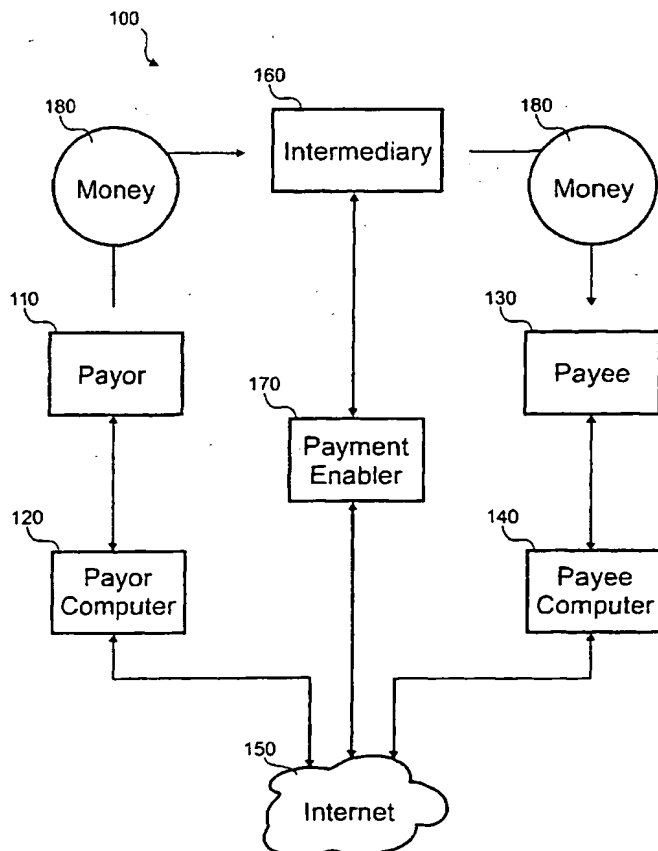 100
160
180
180
Intermediary
Money
Money
110
130
Payor
170
Payee
Payment
Enabler
120
140
Payor
Computer
Payee
Computer
150
Internet